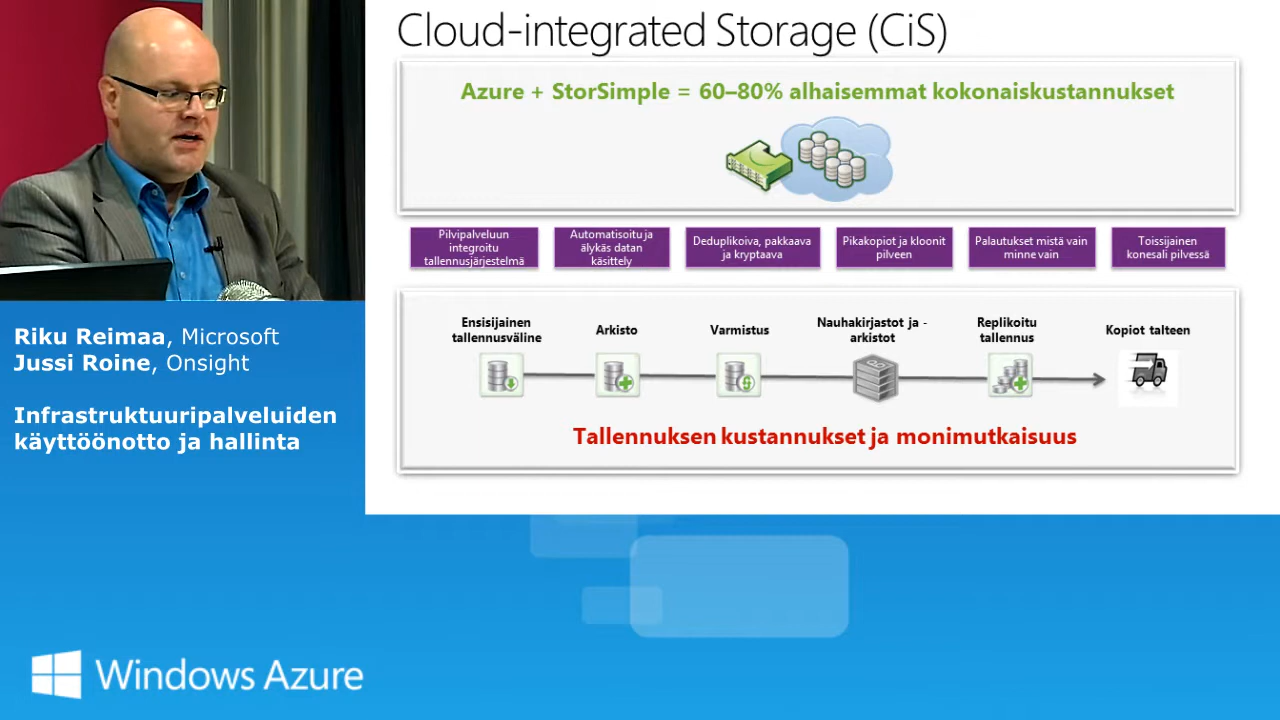 Cloud-integrated Storage (CiS)
Azure + StorSimple = 60–80% alhaisemmat kokonaiskustannukset
Pilvipalveluun
integroitu
tallennusjärjestelmä
Automatisoitu ja
älykäs datan
käsittely
Deduplikoiva, pakkaava
ja kryptaava
Pikakopiot ja kloonit
pilveen
Palautukset mistä vain
minne vain
Toissijainen
konesali pilvessä
Ensisijainen
tallennusväline
Arkisto
Varmistus
Nauhakirjastot ja -
arkistot
Replikoitu
tallennus
Kopiot talteen
Tallennuksen kustannukset ja monimutkaisuus
Riku Reimaa, Microsoft
Jussi Roine, Onsight
Infrastruktuuripalveluiden
käyttöönotto ja hallinta
Windows Azure